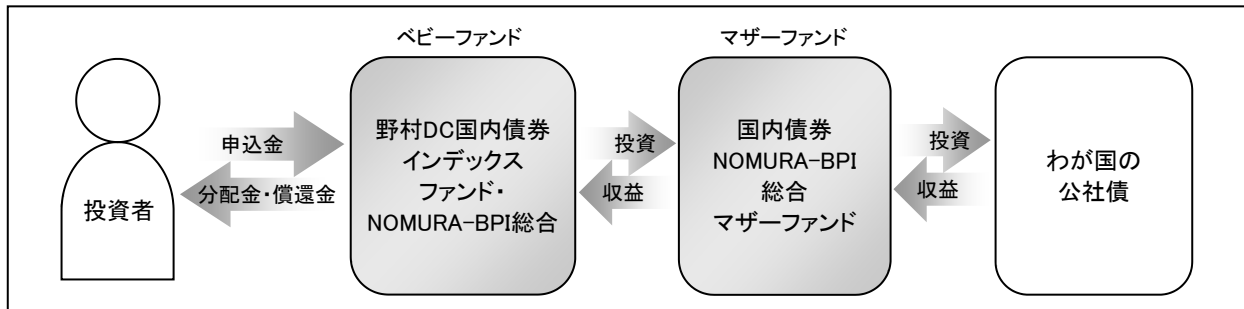 ベビーファンド
マザーファンド
投資者
申込金
分配金・償還金
野村DC国内債券
インデックス
ファンド・
NOMURA-BPI総合
投資
収益
国内債券
NOMURA-BPI
総合
マザーファンド
投資
収益
わが国の
公社債